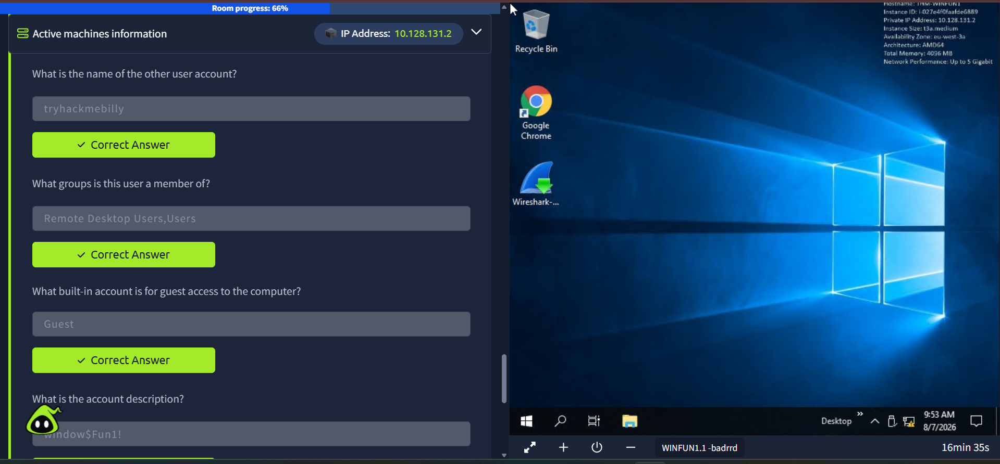 Room progress: 66%
Active machines information
IP Address: 10.128.131.2
What is the name of the other user account?
tryhackmebilly
Correct Answer
What groups is this user a member of?
Remote Desktop Users,Users
Correct Answer
What built-in account is for guest access to the computer?
Guest
Correct Answer
What is the account description?
window$Fun1!
Recycle Bin
Google
Chrome
Wireshark-...
Hostname: THM-WINFUN1
Instance ID: i-027e4f0faafde6889
Private IP Address: 10.128.131.2
Instance Size: t3a.medium
Availability Zone: eu-west-3a
Architecture: AMD64
Total Memory: 4096 MB
Network Performance: Up to 5 Gigabit
Desktop
9:53 AM
8/7/2026
WINFUN1.1 -badrrd
16min 35s